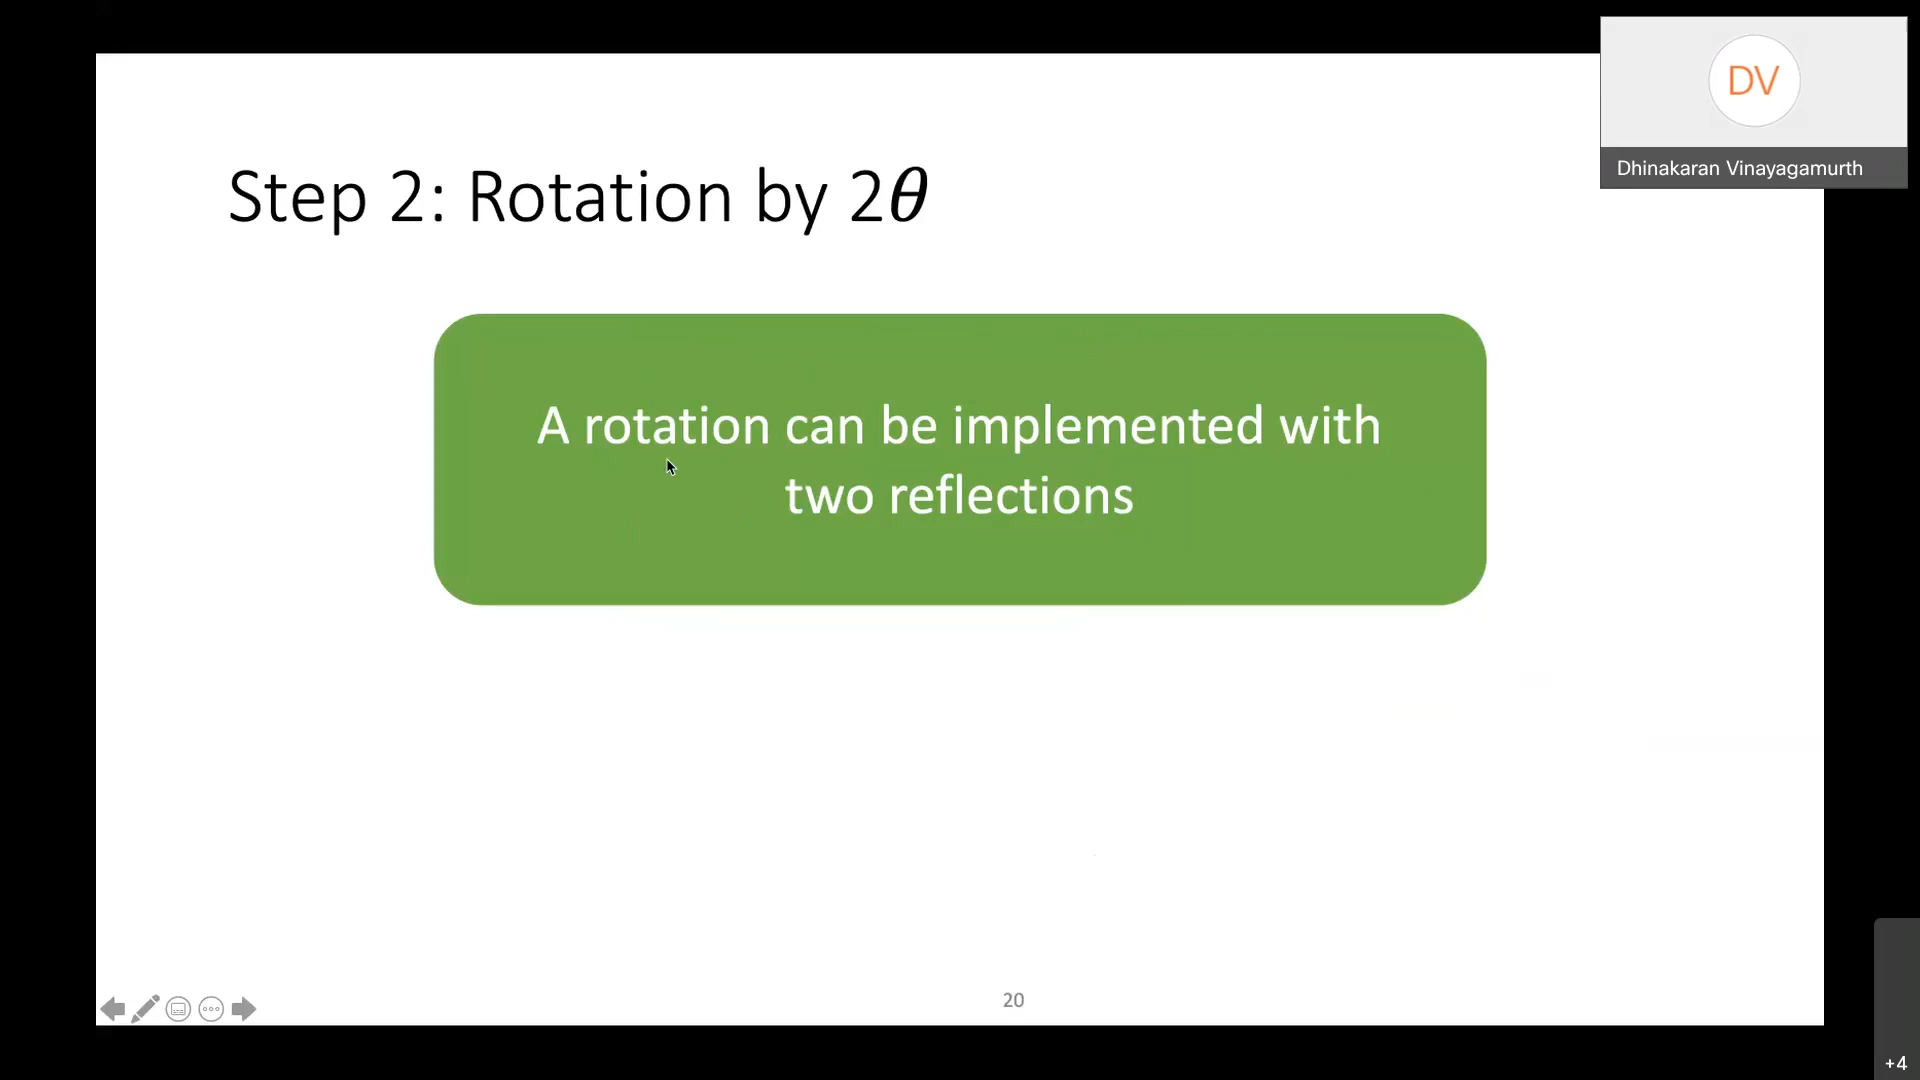 DV
Dhinakaran Vinayagamurth
Step 2: Rotation by 2𝜃
A rotation can be implemented with
two reflections
20
+4